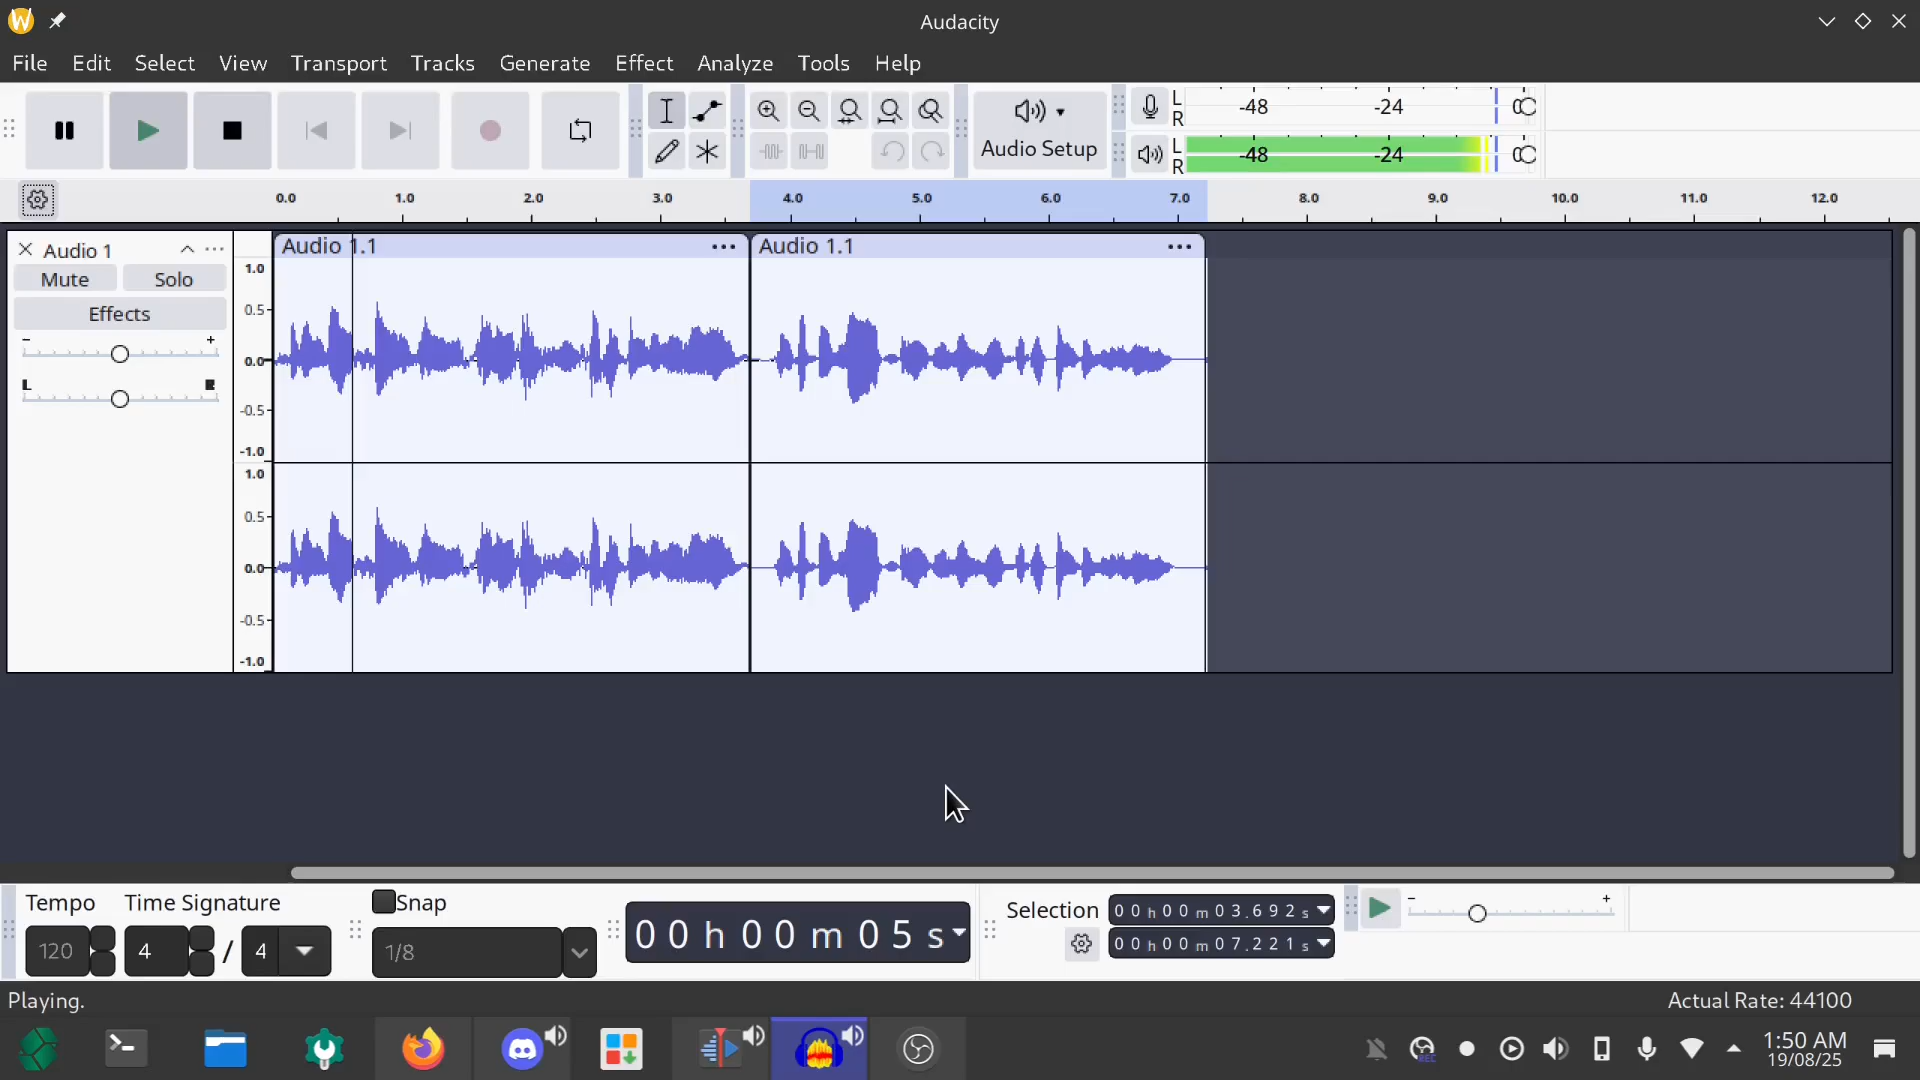 Audacity
File Edit Select View Transport Tracks Generate Effect Analyze Tools Help
Audio Setup
L R -48 -24 0
L R -48 -24 0
0.0 1.0 2.0 3.0 4.0 5.0 6.0 7.0 8.0 9.0 10.0 11.0 12.0
Audio 1
Mute Solo
Effects
- +
L R
Audio 1.1
Audio 1.1
1.0
0.5
0.0
-0.5
-1.0
1.0
0.5
0.0
-0.5
-1.0
Tempo Time Signature Snap
120 4 / 4 1/8
00 h 00 m 05 s
Selection
00 h 00 m 03.692 s
00 h 00 m 07.221 s
- +
Playing. Actual Rate: 44100
REC
1:50 AM
19/08/25